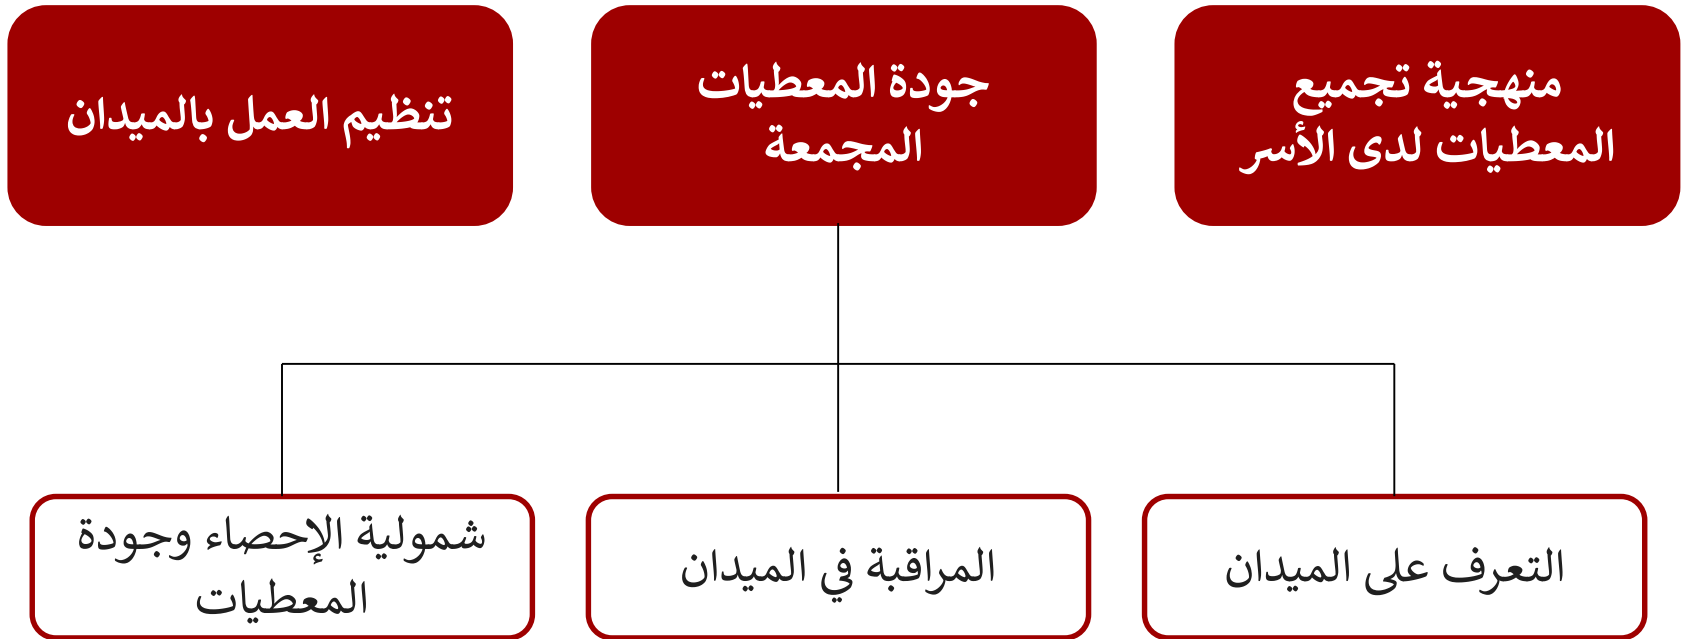 منهجية تجميع
المعطيات لدى الأسر
جودة المعطيات
المجمعة
تنظيم العمل بالميدان
التعرف على الميدان
المراقبة في الميدان
شمولية الإحصاء وجودة
المعطيات